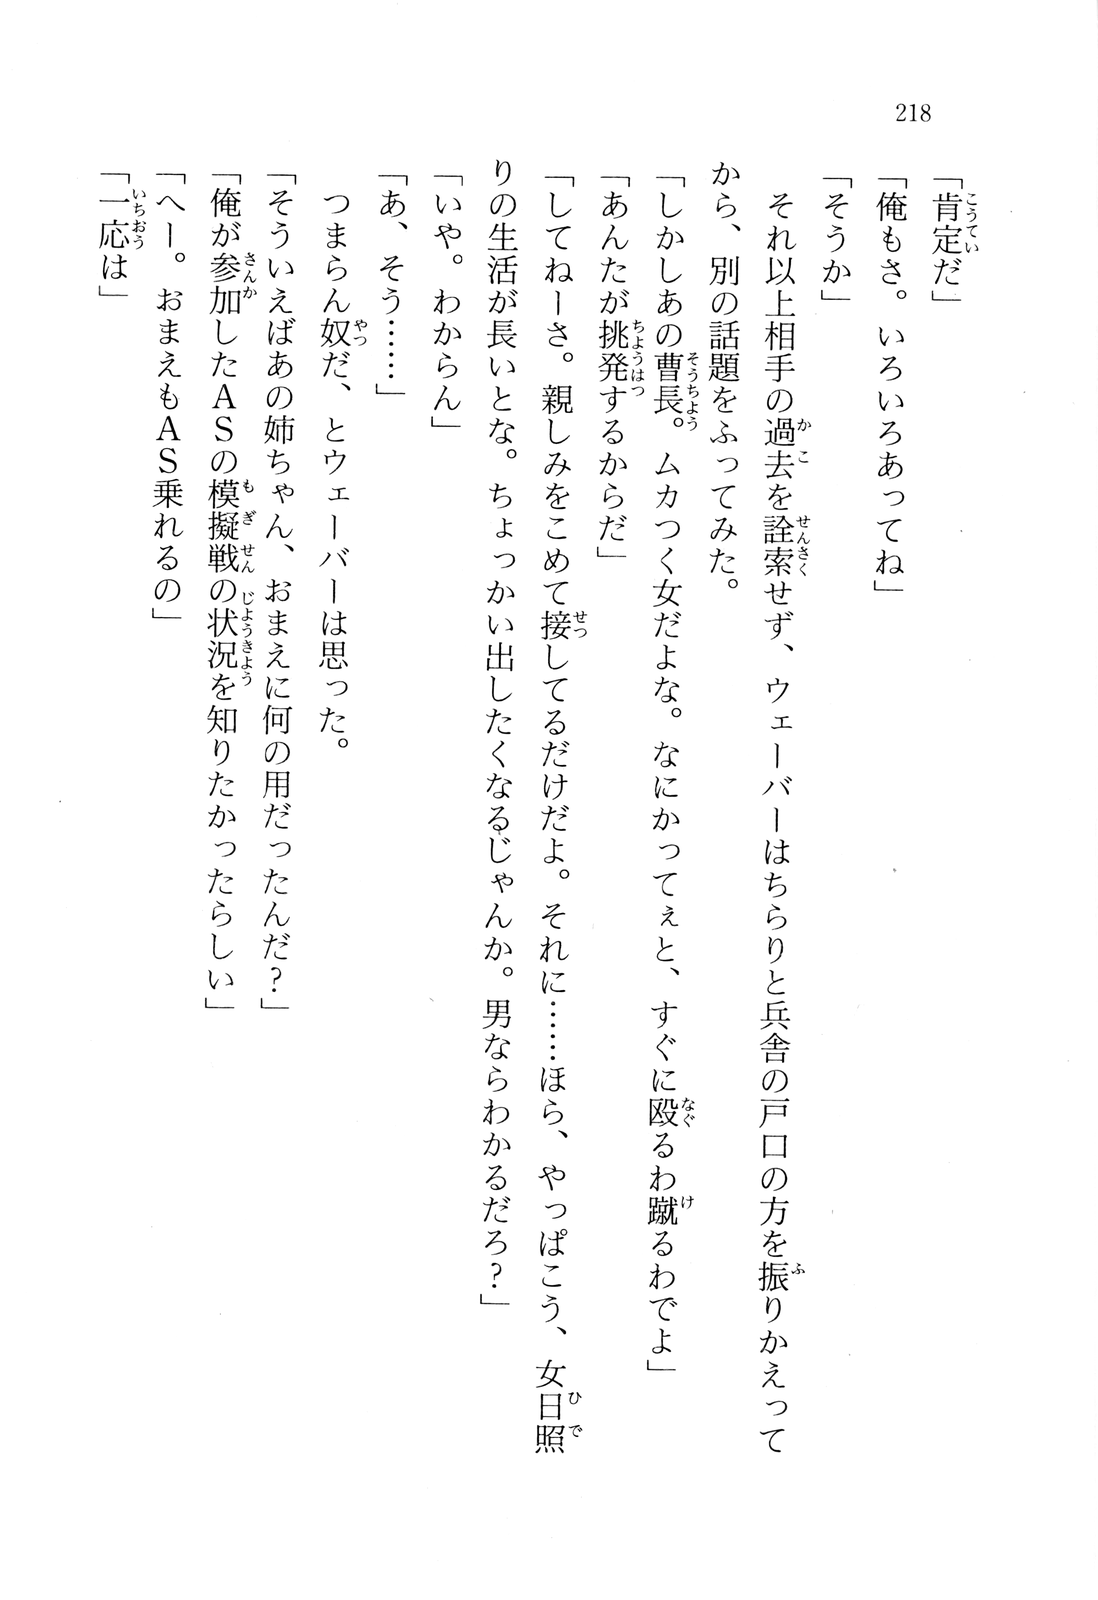 218
「肯定だ」
「俺もさ。いろいろあってね」
「そうか」
　それ以上相手の過去を詮索せず、ウェーバーはちらりと兵舎の戸口の方を振りかえって
から、別の話題をふってみた。
「しかしあの曹長。ムカつく女だよな。なにかってぇと、すぐに殴るわ蹴るわでよ」
「あんたが挑発するからだ」
「してねーさ。親しみをこめて接してるだけだよ。それに……ほら、やっぱこう、女日照
りの生活が長いとな。ちょっかい出したくなるじゃんか。男ならわかるだろ？」
「いや。わからん」
「あ、そう……」
　つまらん奴だ、とウェーバーは思った。
「そういえばあの姉ちゃん、おまえに何の用だったんだ？」
「俺が参加したASの模擬戦の状況を知りたかったらしい」
「へー。おまえもAS乗れるの」
「一応は」